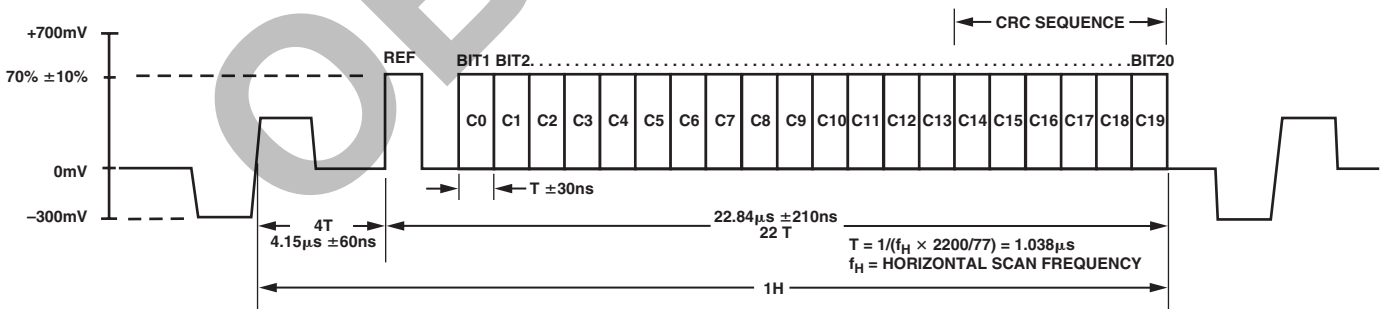 CRC SEQUENCE
+700mV
REF
BIT1 BIT2. . . . . . . . . . . . . . . . . . . . . . . . . . . . . . . . . . . . . . . . . . . . . . . . . . . . . . . . . . . . . . . . . . . . . . . . BIT20
70% ±10%
C0 C1 C2 C3 C4 C5 C6 C7 C8 C9 C10 C11 C12 C13 C14 C15 C16 C17 C18 C19
0mV
T ±30ns
–300mV
4T
4.15μs ±60ns
22.84μs ±210ns
22 T
T = 1/(fH × 2200/77) = 1.038μs
fH = HORIZONTAL SCAN FREQUENCY
1H